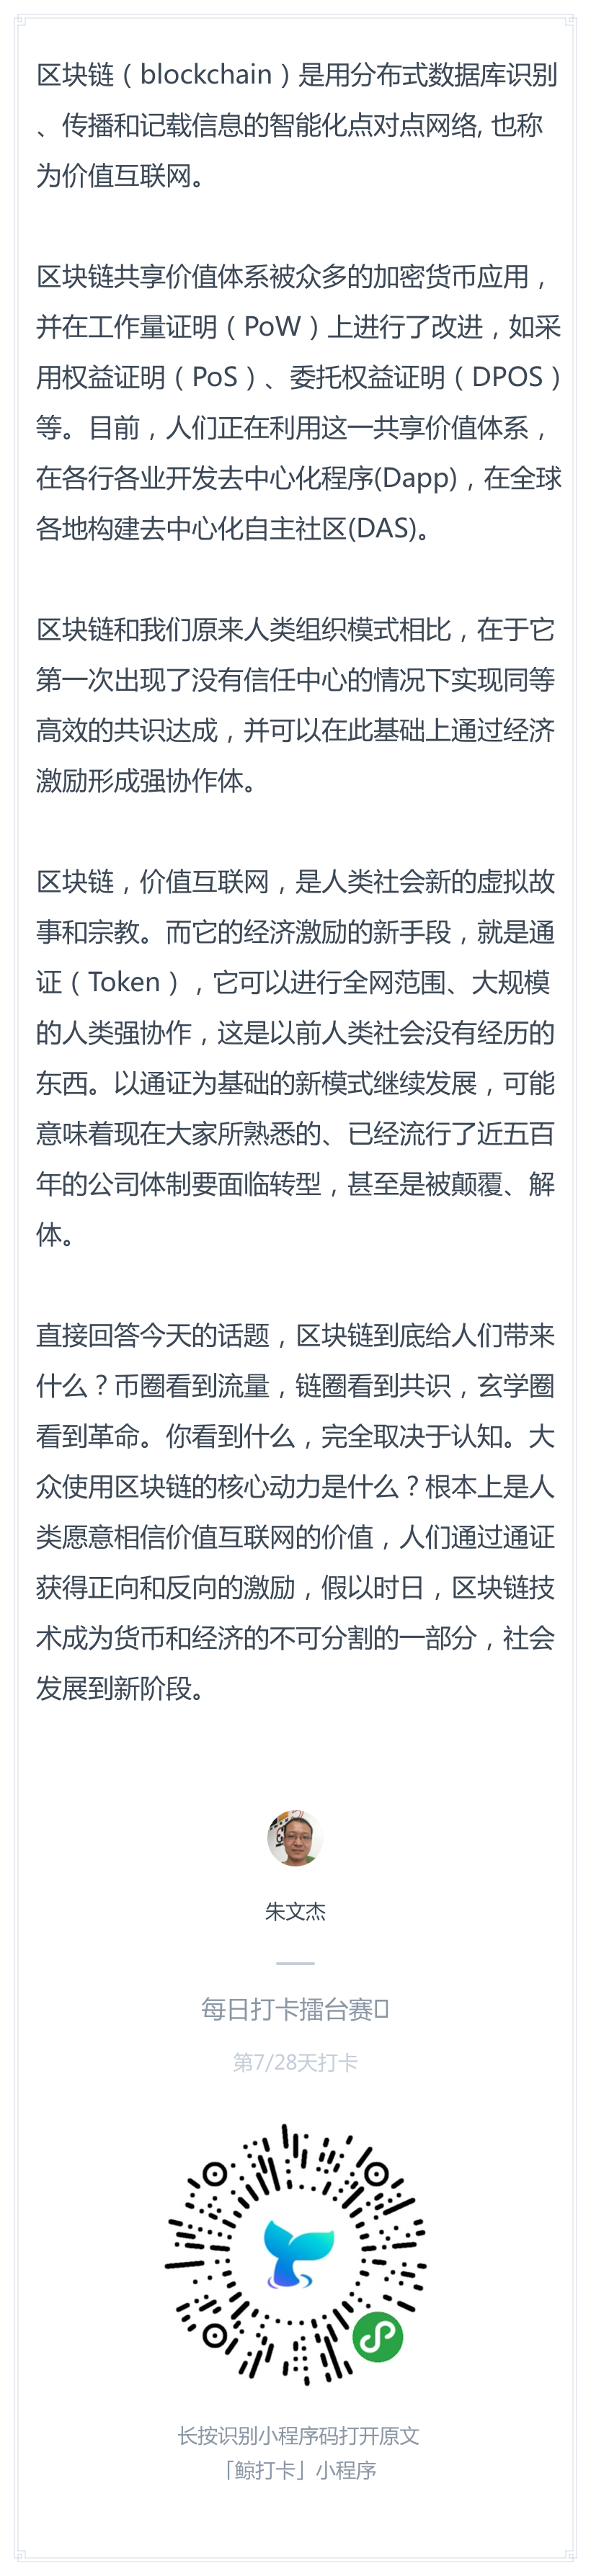 区块链（blockchain）是用分布式数据库识别
、传播和记载信息的智能化点对点网络, 也称
为价值互联网。
区块链共享价值体系被众多的加密货币应用，
并在工作量证明（PoW）上进行了改进，如采
用权益证明（PoS）、委托权益证明（DPOS）
等。目前，人们正在利用这一共享价值体系，
在各行各业开发去中心化程序(Dapp)，在全球
各地构建去中心化自主社区(DAS)。
区块链和我们原来人类组织模式相比，在于它
第一次出现了没有信任中心的情况下实现同等
高效的共识达成，并可以在此基础上通过经济
激励形成强协作体。
区块链，价值互联网，是人类社会新的虚拟故
事和宗教。而它的经济激励的新手段，就是通
证（Token），它可以进行全网范围、大规模
的人类强协作，这是以前人类社会没有经历的
东西。以通证为基础的新模式继续发展，可能
意味着现在大家所熟悉的、已经流行了近五百
年的公司体制要面临转型，甚至是被颠覆、解
体。
直接回答今天的话题，区块链到底给人们带来
什么？币圈看到流量，链圈看到共识，玄学圈
看到革命。你看到什么，完全取决于认知。大
众使用区块链的核心动力是什么？根本上是人
类愿意相信价值互联网的价值，人们通过通证
获得正向和反向的激励，假以时日，区块链技
术成为货币和经济的不可分割的一部分，社会
发展到新阶段。
朱文杰
每日打卡擂台赛
第7/28天打卡
长按识别小程序码打开原文
「鲸打卡」小程序